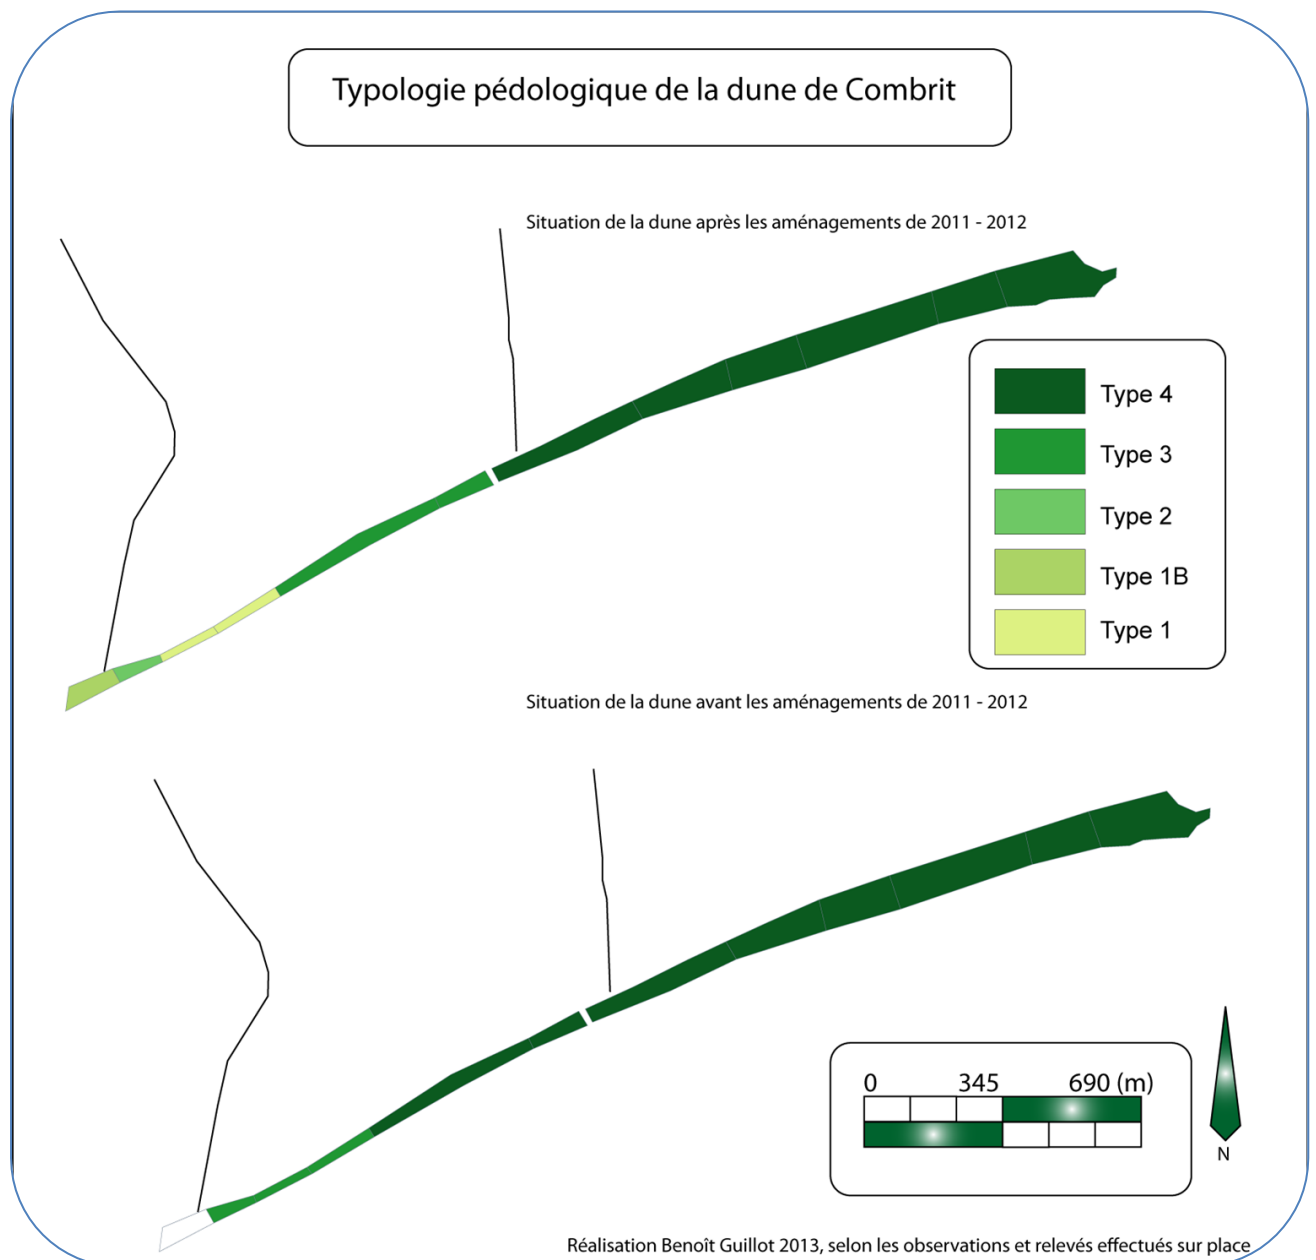 Typologie pédologique de la dune de Combrit
Situation de la dune après les aménagements de 2011 - 2012
Type 4
Type 3
Type 2
Type 1B
Type 1
Situation de la dune avant les aménagements de 2011 - 2012
0 345 690 (m)
N
Réalisation Benoît Guillot 2013, selon les observations et relevés effectués sur place